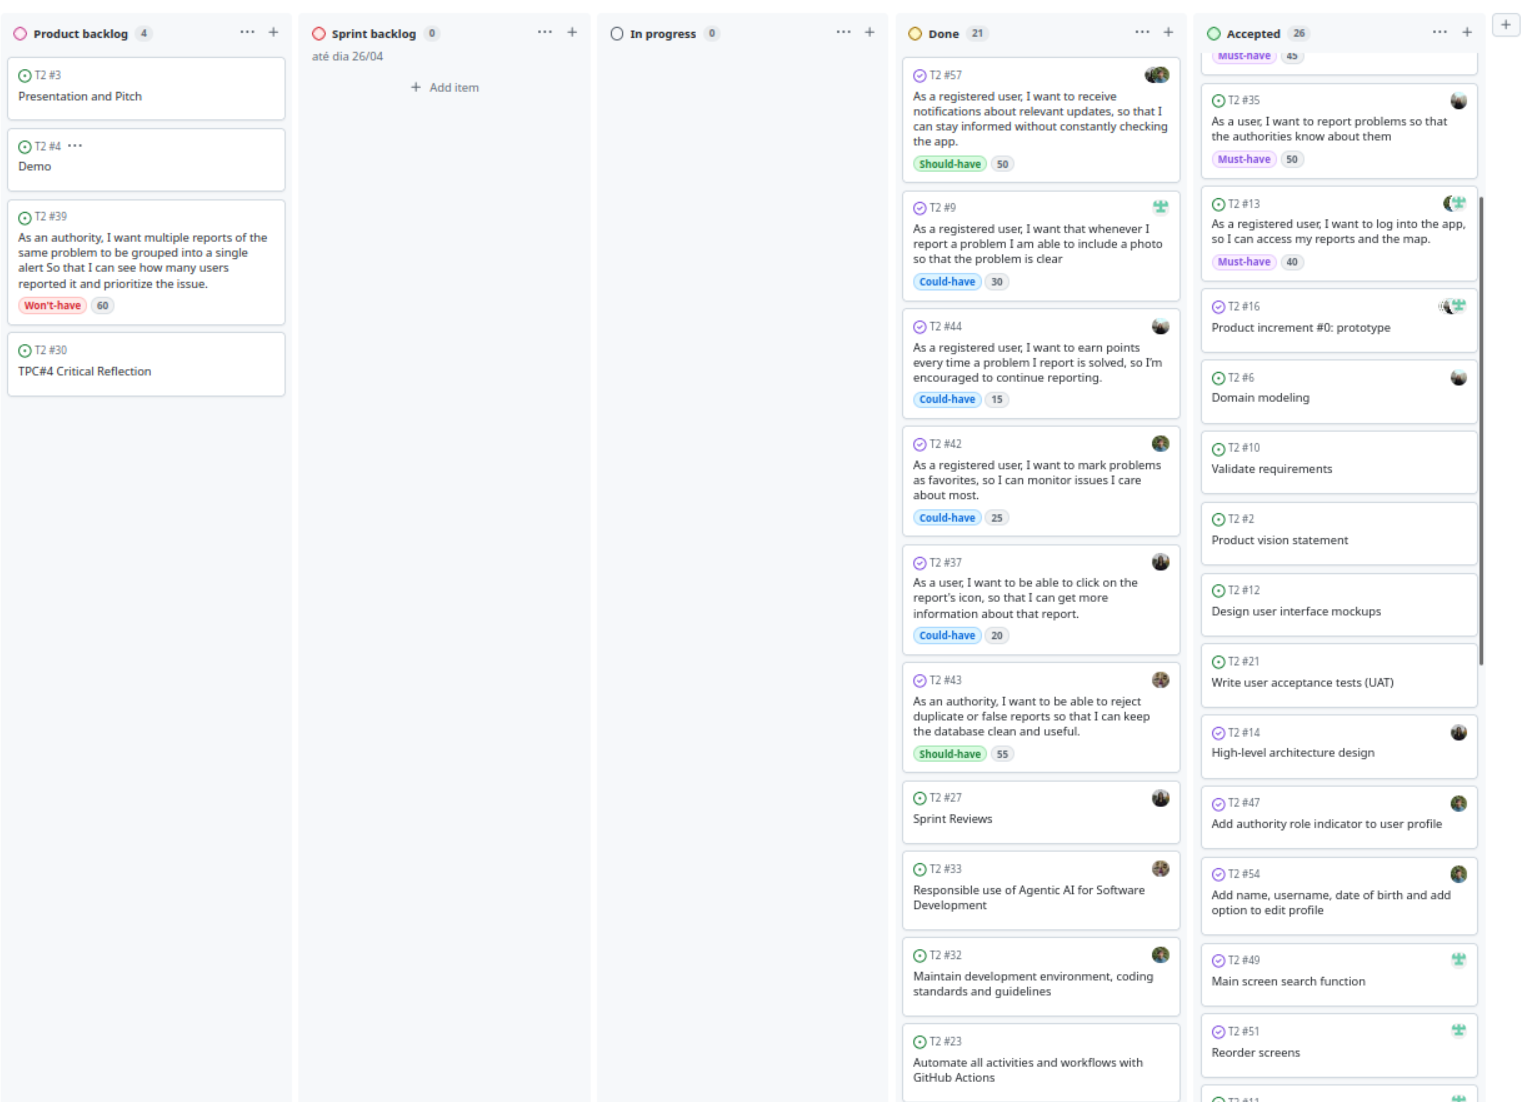 Product backlog 4
T2 #3
Presentation and Pitch
T2 #4
Demo
T2 #39
As an authority, I want multiple reports of the
same problem to be grouped into a single
alert So that I can see how many users
reported it and prioritize the issue.
Won't-have 60
T2 #30
TPC#4 Critical Reflection
Sprint backlog 0
até dia 26/04
+ Add item
In progress 0
Done 21
T2 #57
As a registered user, I want to receive
notifications about relevant updates, so that I
can stay informed without constantly checking
the app.
Should-have 50
T2 #9
As a registered user, I want that whenever I
report a problem I am able to include a photo
so that the problem is clear
Could-have 30
T2 #44
As a registered user, I want to earn points
every time a problem I report is solved, so I'm
encouraged to continue reporting.
Could-have 15
T2 #42
As a registered user, I want to mark problems
as favorites, so I can monitor issues I care
about most.
Could-have 25
T2 #37
As a user, I want to be able to click on the
report's icon, so that I can get more
information about that report.
Could-have 20
T2 #43
As an authority, I want to be able to reject
duplicate or false reports so that I can keep
the database clean and useful.
Should-have 55
T2 #27
Sprint Reviews
T2 #33
Responsible use of Agentic AI for Software
Development
T2 #32
Maintain development environment, coding
standards and guidelines
T2 #23
Automate all activities and workflows with
GitHub Actions
Accepted 26
Must-have 45
T2 #35
As a user, I want to report problems so that
the authorities know about them
Must-have 50
T2 #13
As a registered user, I want to log into the app,
so I can access my reports and the map.
Must-have 40
T2 #16
Product increment #0: prototype
T2 #6
Domain modeling
T2 #10
Validate requirements
T2 #2
Product vision statement
T2 #12
Design user interface mockups
T2 #21
Write user acceptance tests (UAT)
T2 #14
High-level architecture design
T2 #47
Add authority role indicator to user profile
T2 #54
Add name, username, date of birth and add
option to edit profile
T2 #49
Main screen search function
T2 #51
Reorder screens
T2 #11